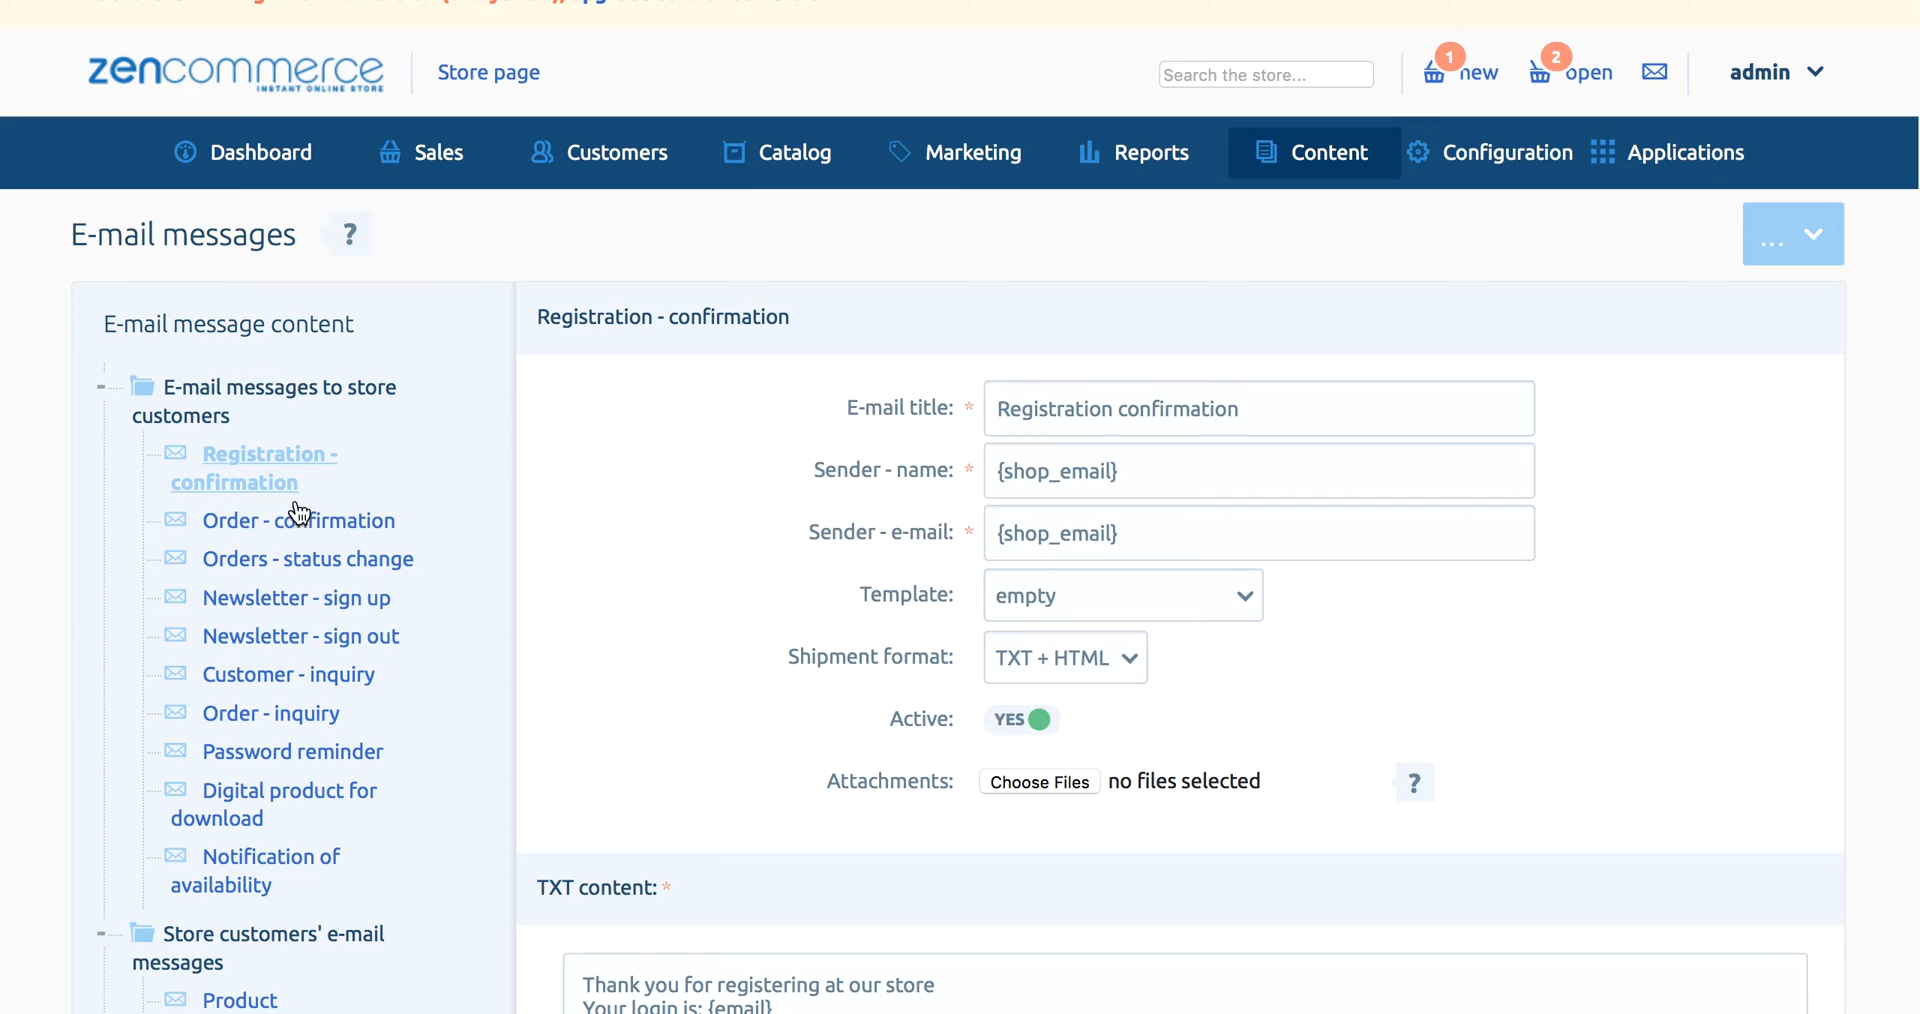 zencommerce
INSTANT ONLINE STORE
Store page
Search the store...
1
new
2
open
admin
Dashboard
Sales
Customers
Catalog
Marketing
Reports
Content
Configuration
Applications
E-mail messages
?
...
E-mail message content
E-mail messages to store
customers
Registration -
confirmation
Order - confirmation
Orders - status change
Newsletter - sign up
Newsletter - sign out
Customer - inquiry
Order - inquiry
Password reminder
Digital product for
download
Notification of
availability
Store customers' e-mail
messages
Product
Registration - confirmation
E-mail title: * Registration confirmation
Sender - name: * {shop_email}
Sender - e-mail: * {shop_email}
Template: empty
Shipment format: TXT + HTML
Active: YES
Attachments: Choose Files no files selected ?
TXT content: *
Thank you for registering at our store
Your login is: {email}